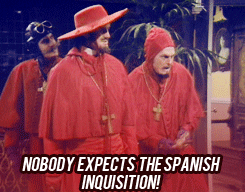 NOBODY EXPECTS THE SPANISH
INQUISITION!